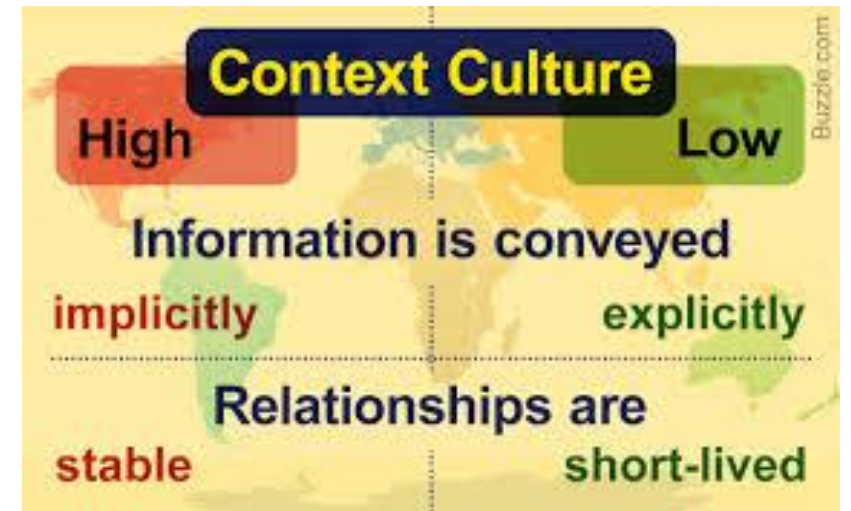 Context Culture
High Low
Information is conveyed
implicitly explicitly
Relationships are
stable short-lived
Buzzle.com